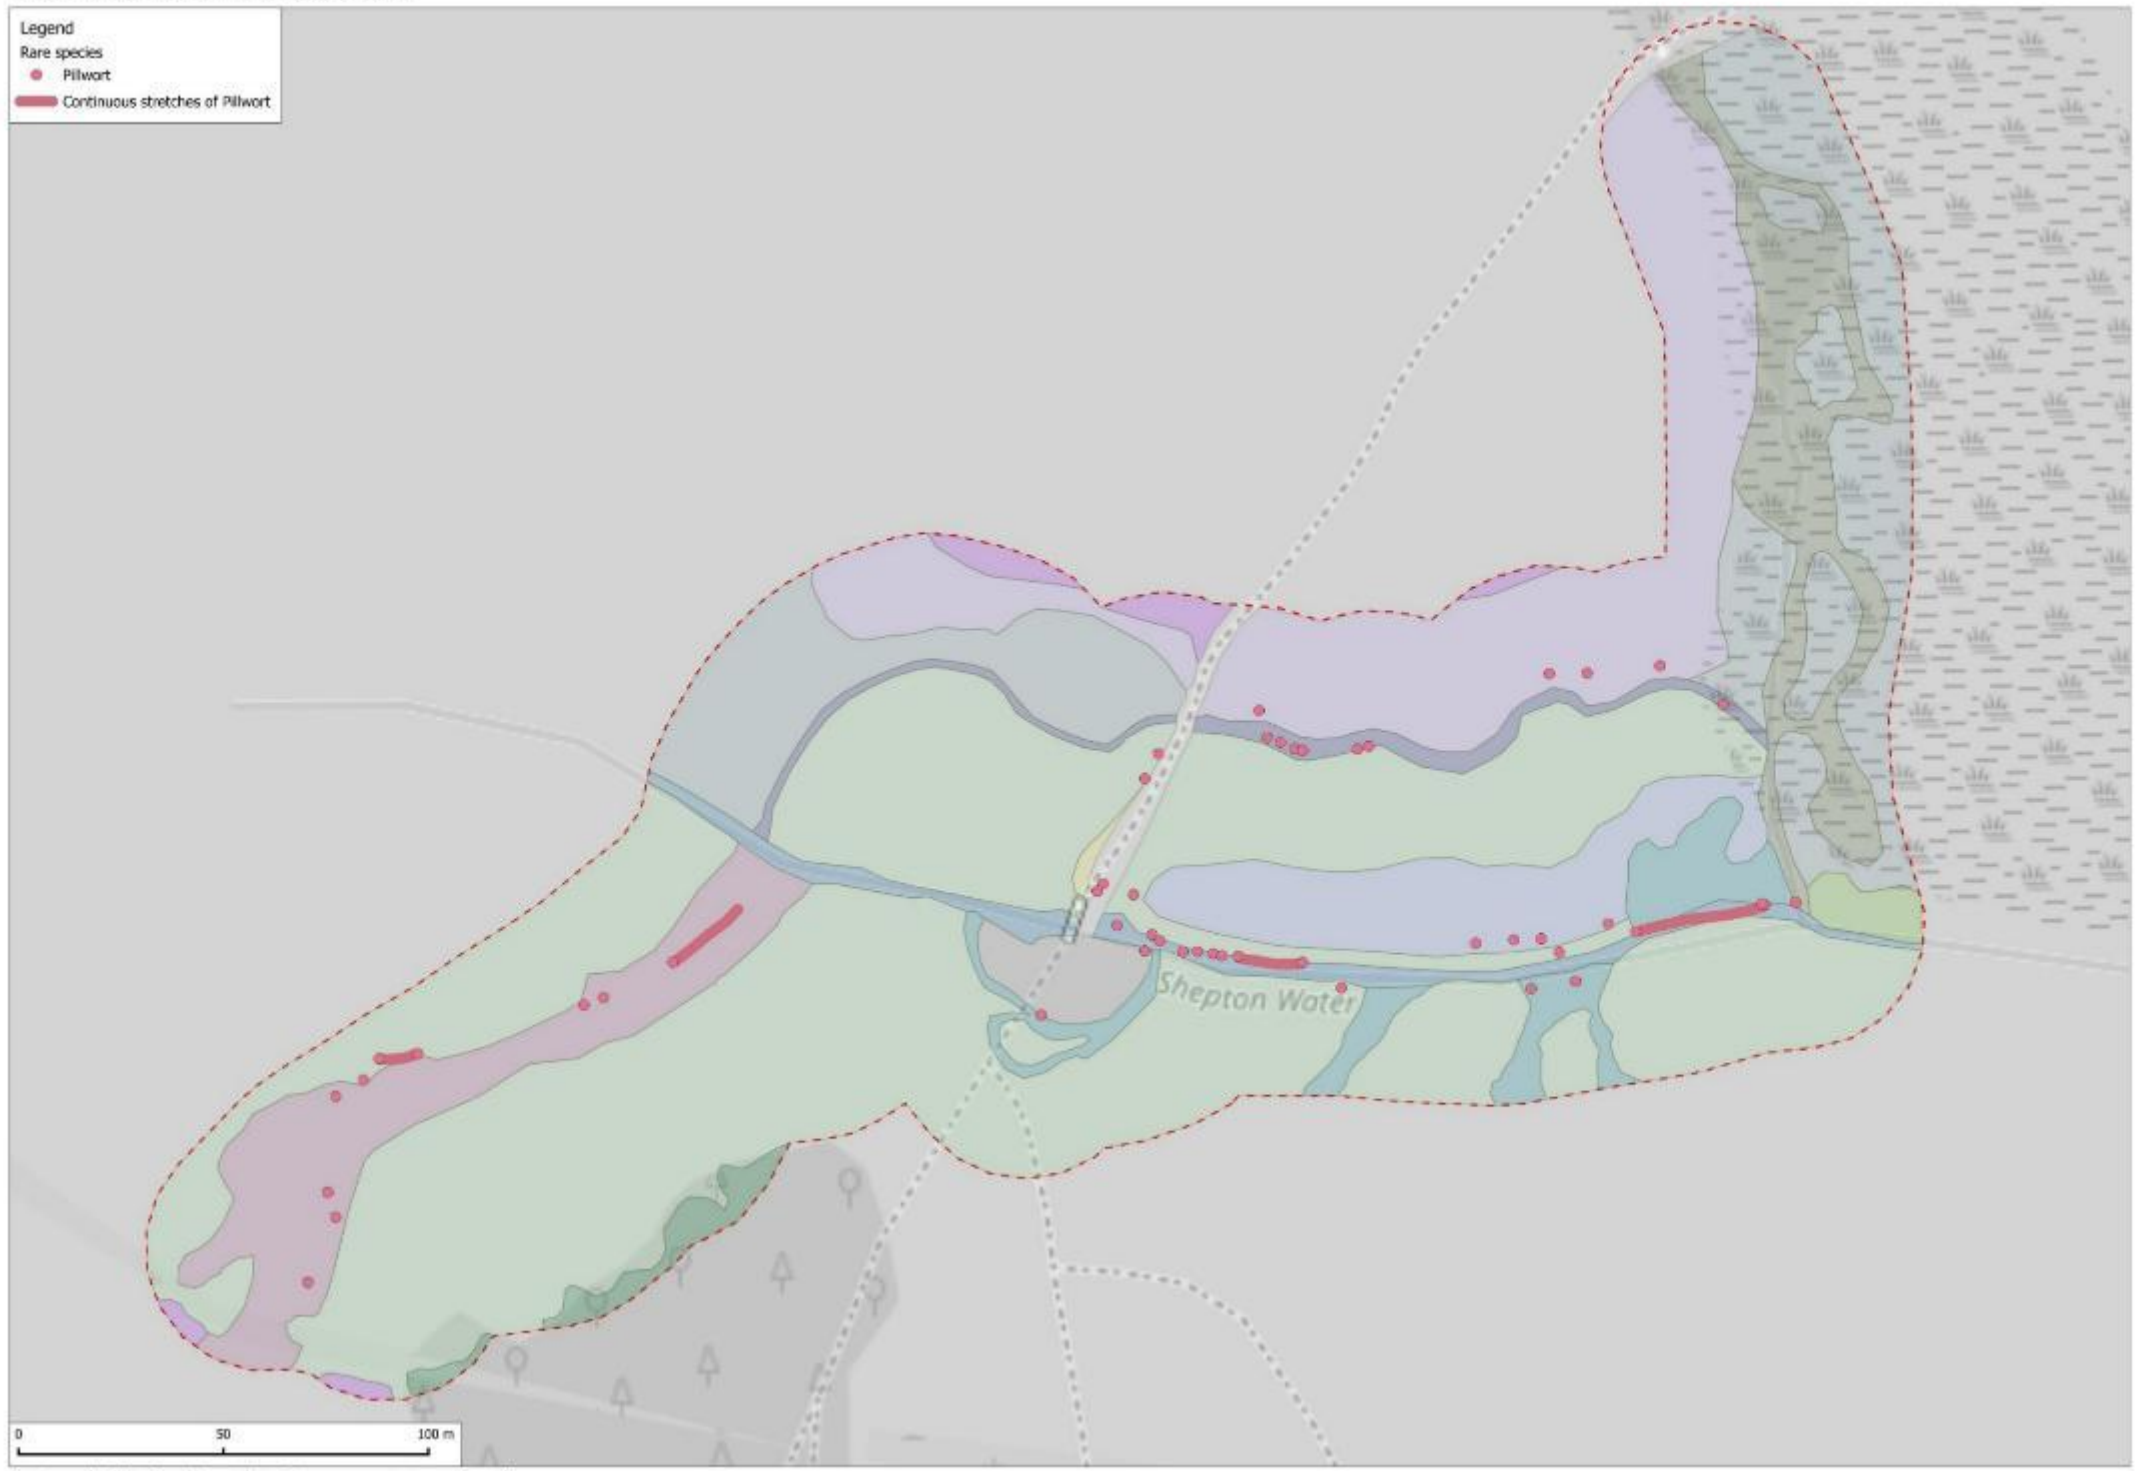 Legend
Rare species
Pillwort
Continuous stretches of Pillwort
Shepton Water
0 50 100 m